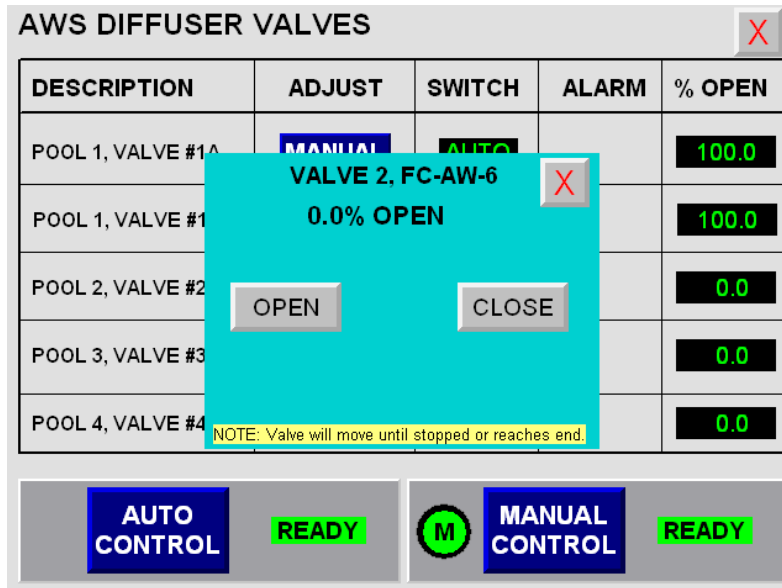 AWS DIFFUSER VALVES
X
DESCRIPTION ADJUST SWITCH ALARM % OPEN
POOL 1, VALVE #1A MANUAL AUTO 100.0
VALVE 2, FC-AW-6
X
0.0% OPEN
POOL 1, VALVE #1 100.0
POOL 2, VALVE #2 0.0
OPEN CLOSE
POOL 3, VALVE #3 0.0
POOL 4, VALVE #4 0.0
NOTE: Valve will move until stopped or reaches end.
AUTO CONTROL READY
M MANUAL CONTROL READY